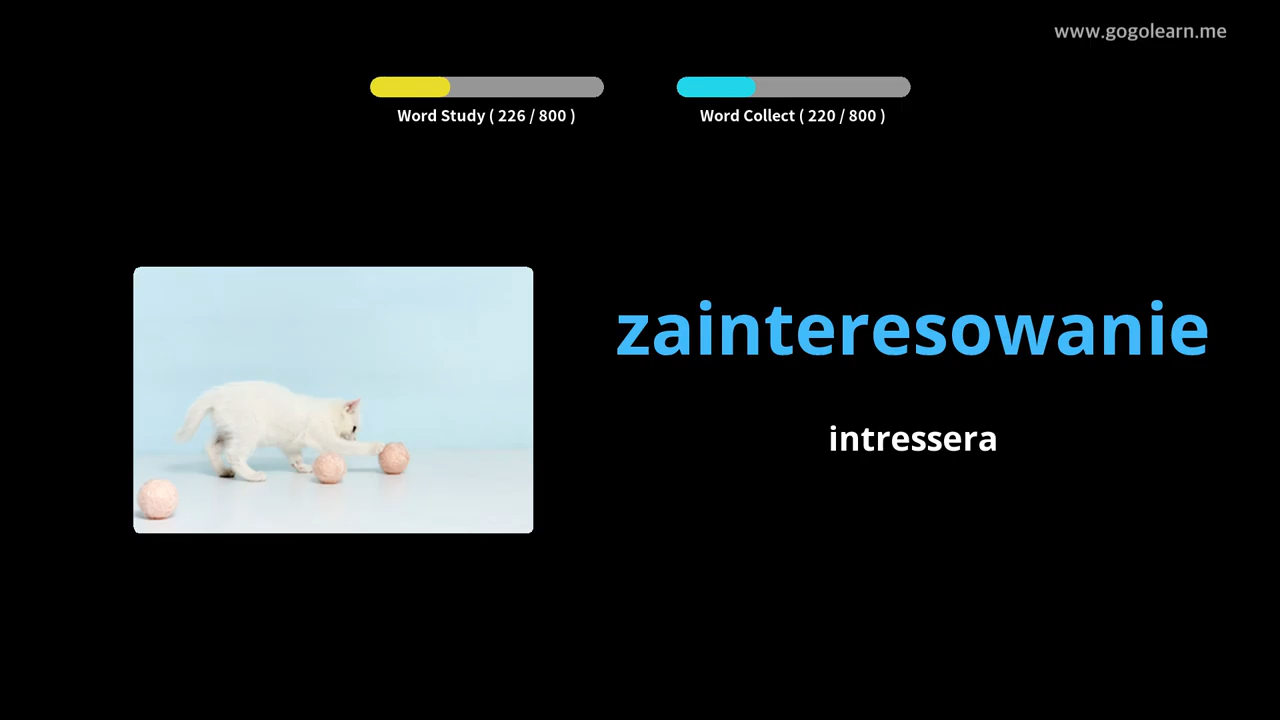 www.gogolearn.me
Word Study ( 226 / 800 )
Word Collect ( 220 / 800 )
zainteresowanie
intressera